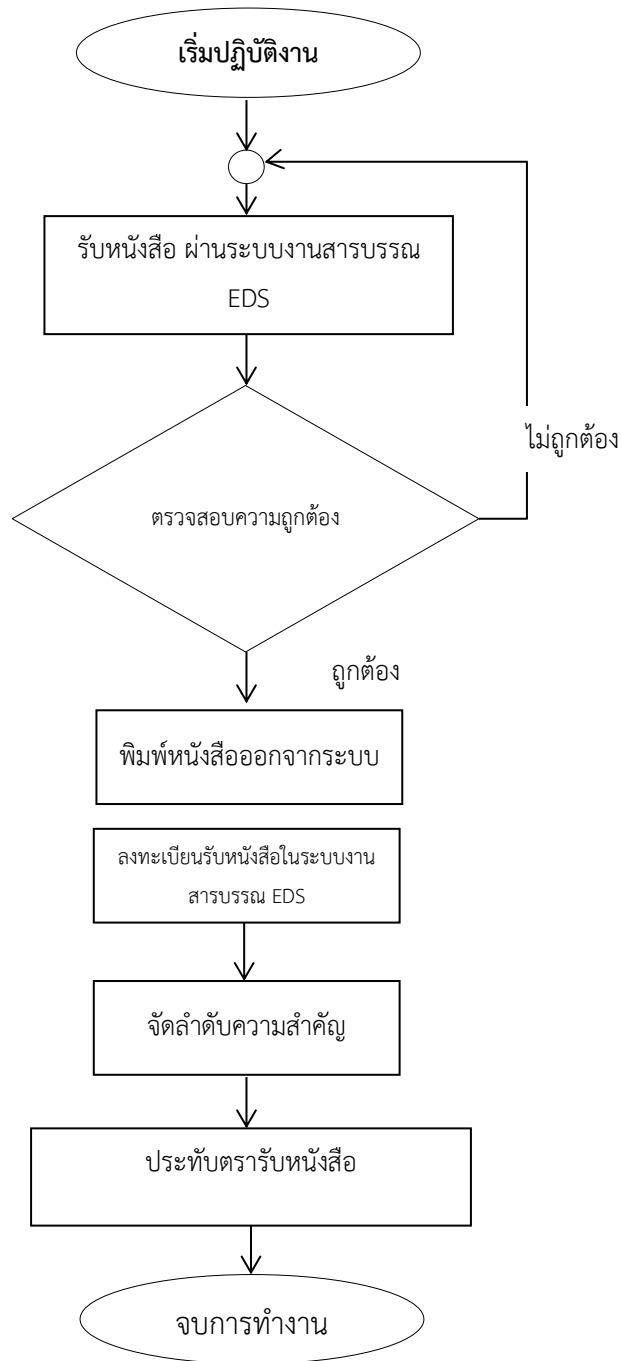 เริ่มปฏิบัติงาน
รับหนังสือ ผ่านระบบงานสารบรรณ
EDS
ไม่ถูกต้อง
ตรวจสอบความถูกต้อง
ถูกต้อง
พิมพ์หนังสือออกจากระบบ
ลงทะเบียนรับหนังสือในระบบงาน
สารบรรณ EDS
จัดลำดับความสำคัญ
ประทับตรารับหนังสือ
จบการทำงาน